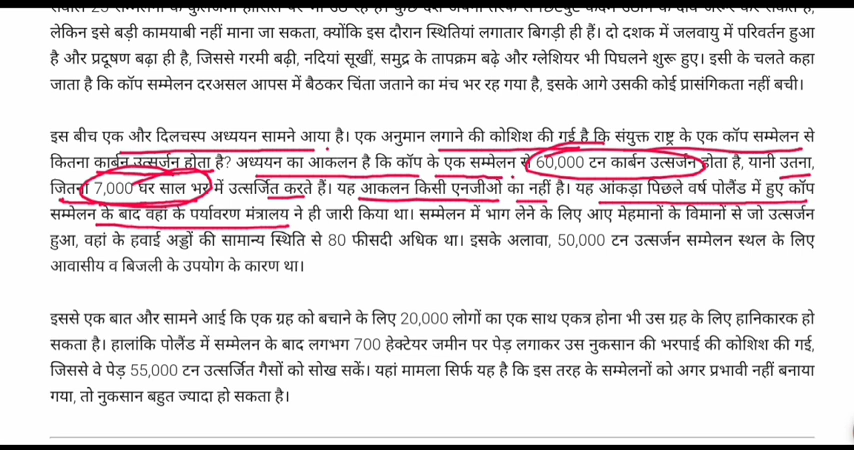 लेकिन इसे बड़ी कामयाबी नहीं माना जा सकता, क्योंकि इस दौरान स्थितियां लगातार बिगड़ी ही हैं। दो दशक में जलवायु में परिवर्तन हुआ
है और प्रदूषण बढ़ा ही है, जिससे गरमी बढ़ी, नदियां सूखीं, समुद्र के तापक्रम बढ़े और ग्लेशियर भी पिघलने शुरू हुए। इसी के चलते कहा
जाता है कि कॉप सम्मेलन दरअसल आपस में बैठकर चिंता जताने का मंच भर रह गया है, इसके आगे उसकी कोई प्रासंगिकता नहीं बची।
इस बीच एक और दिलचस्प अध्ययन सामने आया है। एक अनुमान लगाने की कोशिश की गई है कि संयुक्त राष्ट्र के एक कॉप सम्मेलन से
कितना कार्बन उत्सर्जन होता है? अध्ययन का आकलन है कि कॉप के एक सम्मेलन से 60,000 टन कार्बन उत्सर्जन होता है, यानी उतना,
जितना 7,000 घर साल भर में उत्सर्जित करते हैं। यह आकलन किसी एनजीओ का नहीं है। यह आंकड़ा पिछले वर्ष पोलैंड में हुए कॉप
सम्मेलन के बाद वहां के पर्यावरण मंत्रालय ने ही जारी किया था। सम्मेलन में भाग लेने के लिए आए मेहमानों के विमानों से जो उत्सर्जन
हुआ, वहां के हवाई अड्डों की सामान्य स्थिति से 80 फीसदी अधिक था। इसके अलावा, 50,000 टन उत्सर्जन सम्मेलन स्थल के लिए
आवासीय व बिजली के उपयोग के कारण था।
इससे एक बात और सामने आई कि एक ग्रह को बचाने के लिए 20,000 लोगों का एक साथ एकत्र होना भी उस ग्रह के लिए हानिकारक हो
सकता है। हालांकि पोलैंड में सम्मेलन के बाद लगभग 700 हेक्टेयर जमीन पर पेड़ लगाकर उस नुकसान की भरपाई की कोशिश की गई,
जिससे वे पेड़ 55,000 टन उत्सर्जित गैसों को सोख सकें। यहां मामला सिर्फ यह है कि इस तरह के सम्मेलनों को अगर प्रभावी नहीं बनाया
गया, तो नुकसान बहुत ज्यादा हो सकता है।